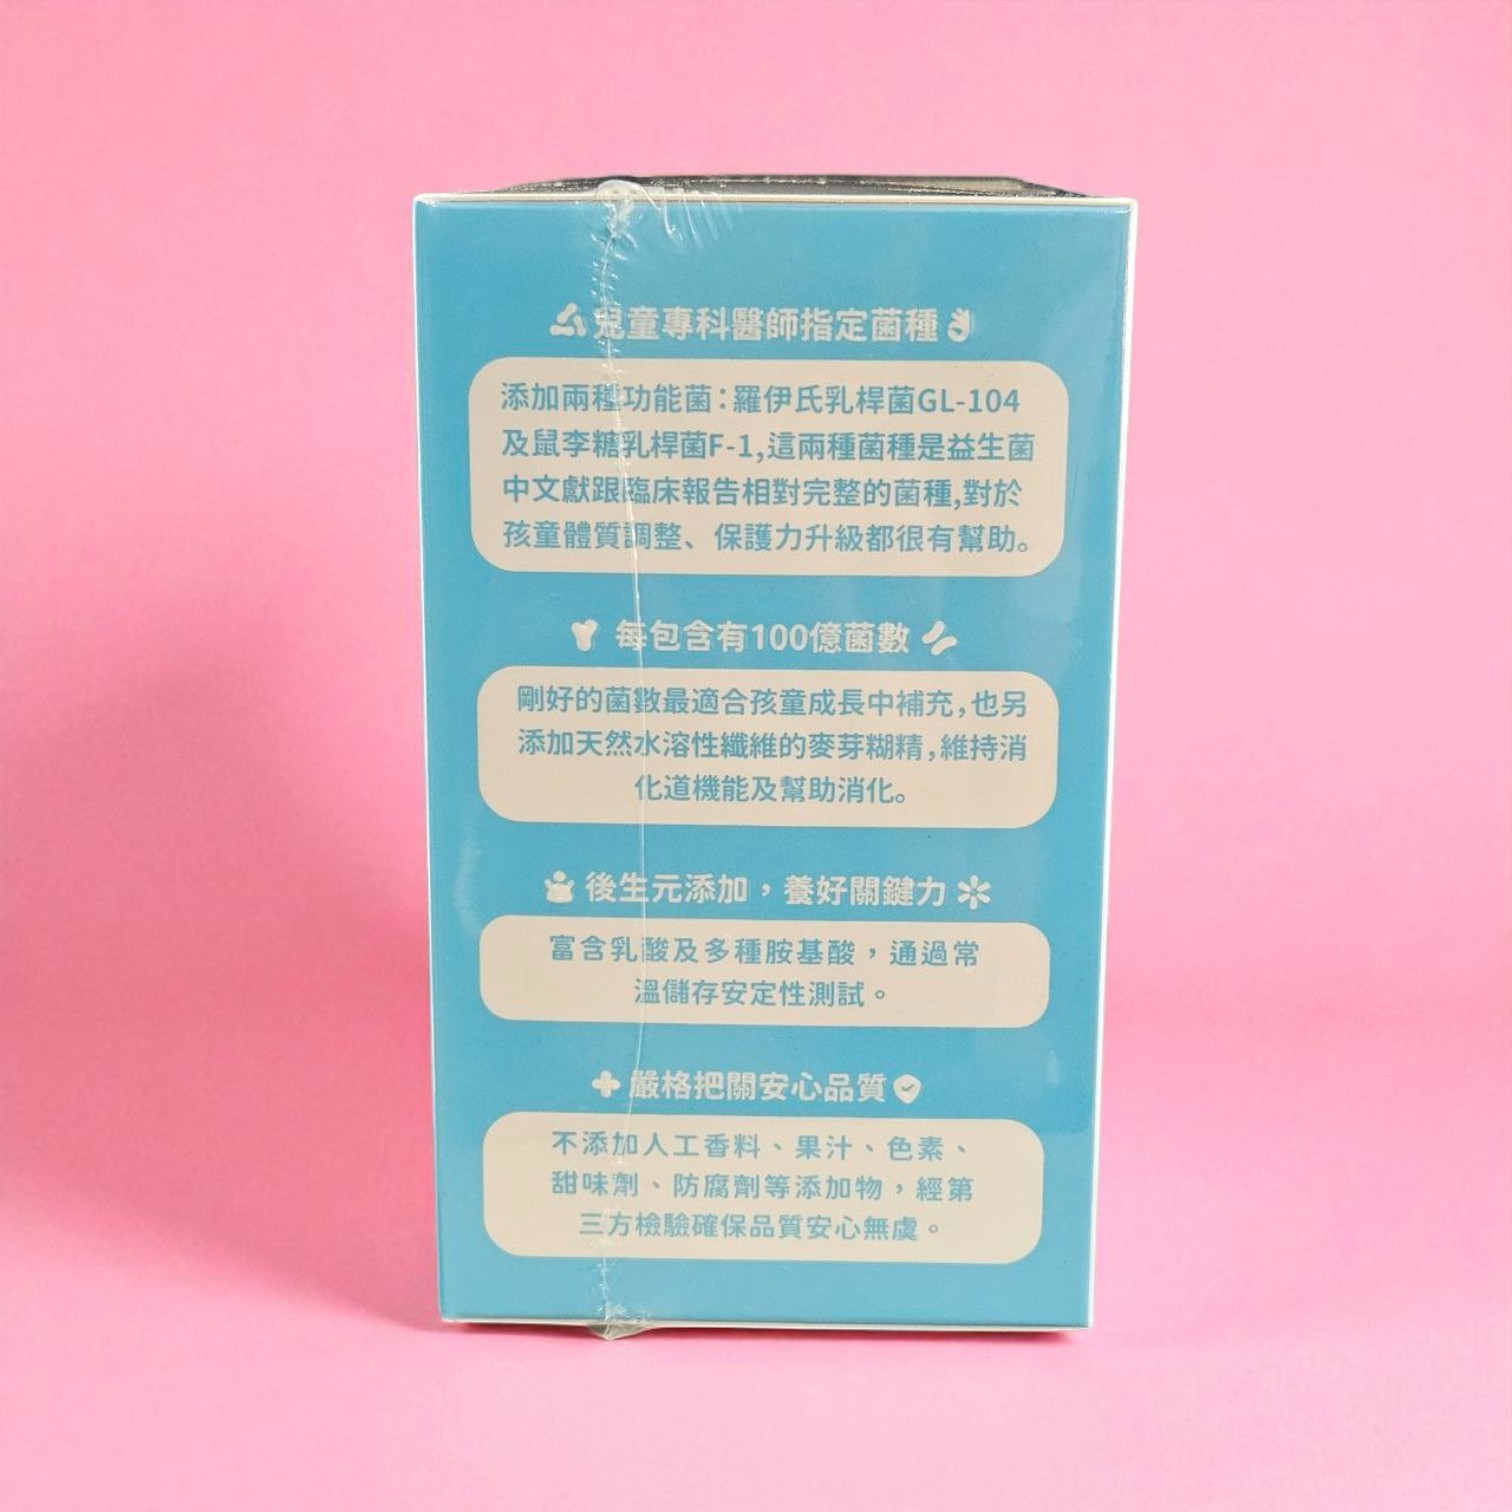 兒童專科醫師指定菌種
添加兩種功能菌:羅伊氏乳桿菌GL-104
及鼠李糖乳桿菌F-1,這兩種菌種是益生菌
中文獻跟臨床報告相對完整的菌種,對於
孩童體質調整、保護力升級都很有幫助。
每包含有100億菌數
剛好的菌數最適合孩童成長中補充,也另
添加天然水溶性纖維的麥芽糊精,維持消
化道機能及幫助消化。
後生元添加，養好關鍵力
富含乳酸及多種胺基酸，通過常
溫儲存安定性測試。
嚴格把關安心品質
不添加人工香料、果汁、色素、
甜味劑、防腐劑等添加物，經第
三方檢驗確保品質安心無虞。